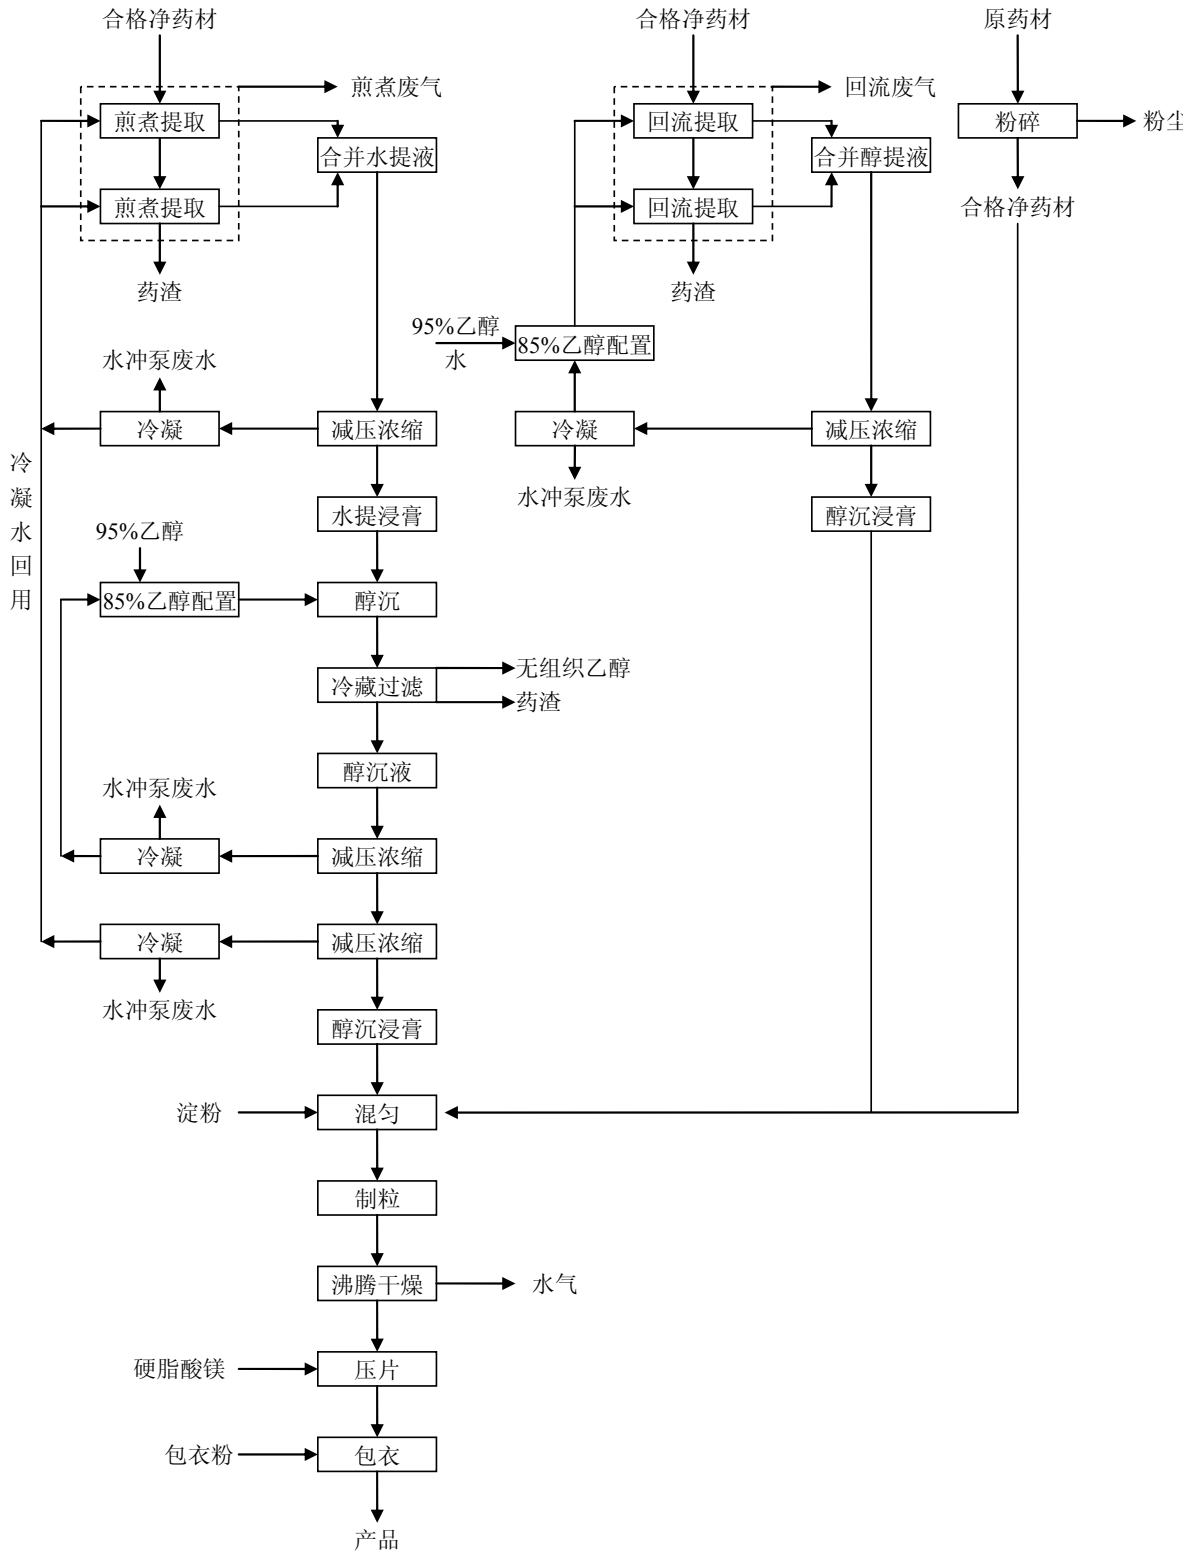 合格净药材
合格净药材
原药材
煎煮废气
回流废气
煎煮提取
回流提取
粉碎
粉尘
合并水提液
合并醇提液
煎煮提取
回流提取
合格净药材
药渣
药渣
95%乙醇
水
85%乙醇配置
水冲泵废水
冷凝
减压浓缩
冷凝
减压浓缩
冷凝水回用
水冲泵废水
水提浸膏
醇沉浸膏
95%乙醇
85%乙醇配置
醇沉
无组织乙醇
冷藏过滤
药渣
醇沉液
水冲泵废水
冷凝
减压浓缩
冷凝
减压浓缩
水冲泵废水
醇沉浸膏
淀粉
混匀
制粒
沸腾干燥
水气
硬脂酸镁
压片
包衣粉
包衣
产品